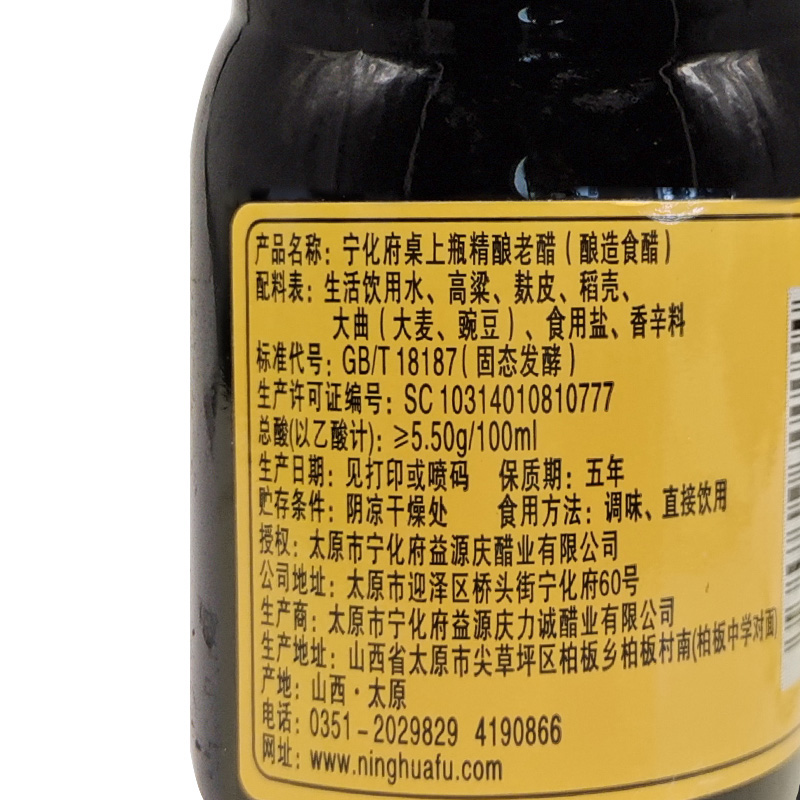 产品名称：宁化府桌上瓶精酿老醋（酿造食醋）
配料表：生活饮用水、高粱、麸皮、稻壳、
大曲（大麦、豌豆）、食用盐、香辛料
标准代号：GB/T 18187(固态发酵)
生产许可证编号：SC 10314010810777
总酸(以乙酸计)：≥5.50g/100ml
生产日期：见打印或喷码 保质期：五年
贮存条件：阴凉干燥处 食用方法：调味、直接饮用
授权：太原市宁化府益源庆醋业有限公司
公司地址：太原市迎泽区桥头街宁化府60号
生产商：太原市宁化府益源庆力诚醋业有限公司
生产地址：山西省太原市尖草坪区柏板乡柏板村南(柏板中学对面)
产地：山西·太原
电话：0351-2029829 4190866
网址：www.ninghuafu.com